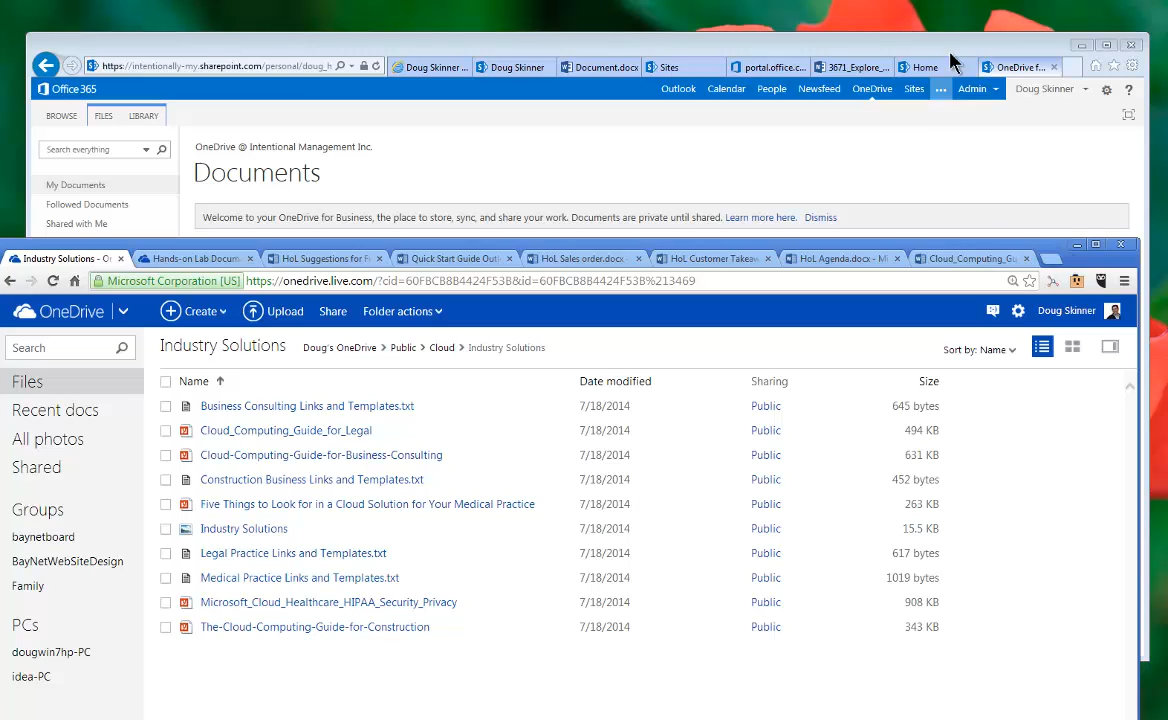 https://intentionally-my.sharepoint.com/personal/doug_h
Doug Skinner ...
Doug Skinner
Document.docx
Sites
portal.office.c...
3671_Explore_...
Home
OneDrive f...
Office 365
Outlook Calendar People Newsfeed OneDrive Sites ... Admin Doug Skinner ?
BROWSE FILES LIBRARY
Search everything
OneDrive @ Intentional Management Inc.
Documents
My Documents
Followed Documents
Shared with Me
Welcome to your OneDrive for Business, the place to store, sync, and share your work. Documents are private until shared. Learn more here. Dismiss
Industry Solutions - On
Hands-on Lab Docum
HoL Suggestions for F
Quick Start Guide Outl
HoL Sales order.docx -
HoL Customer Takeaw
HoL Agenda.docx - Mi
Cloud_Computing_Gu
Microsoft Corporation [US] https://onedrive.live.com/?cid=60FBCB8B4424F53B&id=60FBCB8B4424F53B%213469
OneDrive Create Upload Share Folder actions Doug Skinner
Search
Industry Solutions Doug's OneDrive > Public > Cloud > Industry Solutions Sort by: Name
Files
Recent docs
All photos
Shared
Groups
baynetboard
BayNetWebSiteDesign
Family
PCs
dougwin7hp-PC
idea-PC
Name Date modified Sharing Size
Business Consulting Links and Templates.txt 7/18/2014 Public 645 bytes
Cloud_Computing_Guide_for_Legal 7/18/2014 Public 494 KB
Cloud-Computing-Guide-for-Business-Consulting 7/18/2014 Public 631 KB
Construction Business Links and Templates.txt 7/18/2014 Public 452 bytes
Five Things to Look for in a Cloud Solution for Your Medical Practice 7/18/2014 Public 263 KB
Industry Solutions 7/18/2014 Public 15.5 KB
Legal Practice Links and Templates.txt 7/18/2014 Public 617 bytes
Medical Practice Links and Templates.txt 7/18/2014 Public 1019 bytes
Microsoft_Cloud_Healthcare_HIPAA_Security_Privacy 7/18/2014 Public 908 KB
The-Cloud-Computing-Guide-for-Construction 7/18/2014 Public 343 KB